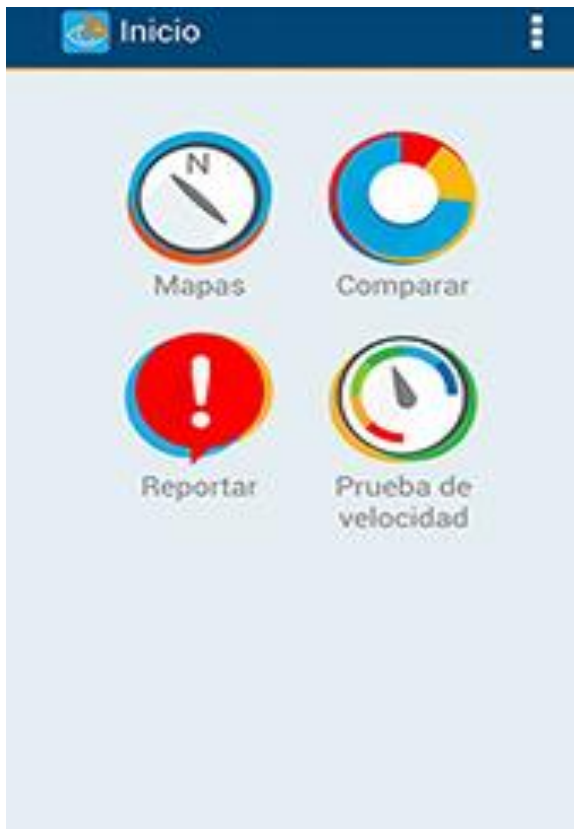 Inicio
N
Mapas
Comparar
!
Reportar
Prueba de
velocidad